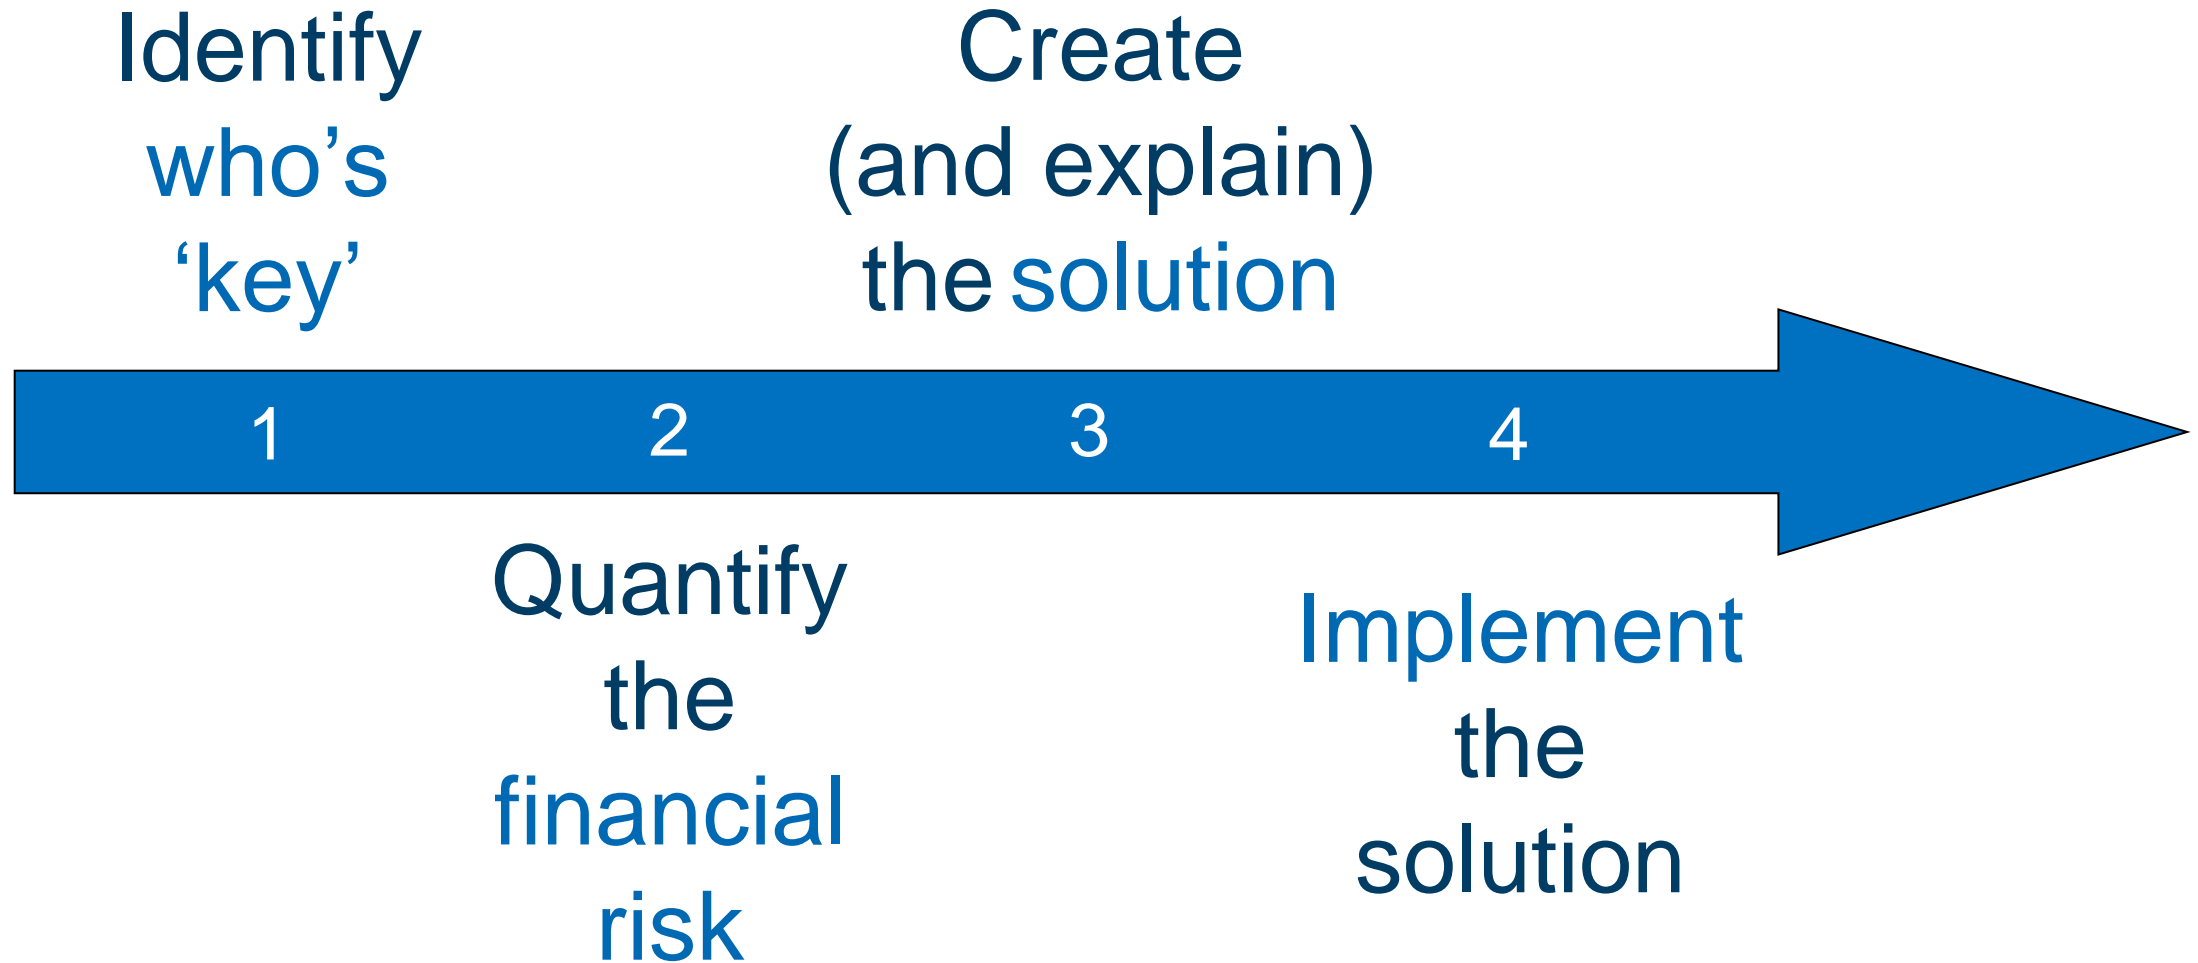 Identify
who’s
‘key’
Create
(and explain)
the solution
1 2 3 4
Quantify
the
financial
risk
Implement
the
solution